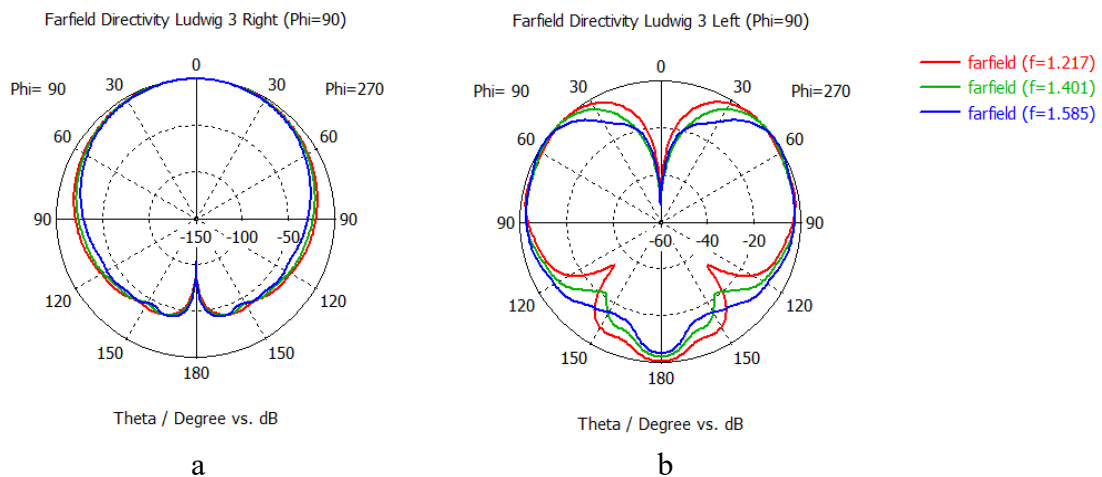 Farfield Directivity Ludwig 3 Right (Phi=90)
0
Phi= 90 30 30 Phi=270
60 60
90 -150 -100 -50 90
120 120
150 150
180
Theta / Degree vs. dB
a
Farfield Directivity Ludwig 3 Left (Phi=90)
0
Phi= 90 30 30 Phi=270
60 60
90 -60 -40 -20 90
120 120
150 150
180
Theta / Degree vs. dB
b
farfield (f=1.217)
farfield (f=1.401)
farfield (f=1.585)